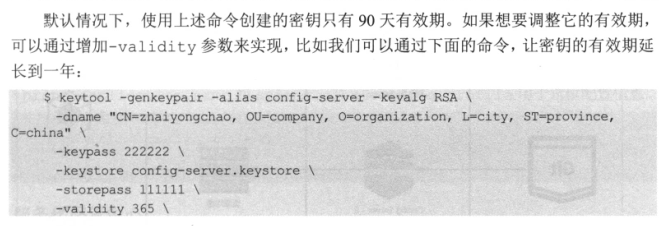 默认情况下，使用上述命令创建的密钥只有 90 天有效期。如果想要调整它的有效期，
可以通过增加-validity 参数来实现，比如我们可以通过下面的命令，让密钥的有效期延
长到一年：
$ keytool -genkeypair -alias config-server -keyalg RSA \
-dname "CN=zhaiyongchao, OU=company, O=organization, L=city, ST=province,
C=china" \
-keypass 222222 \
-keystore config-server.keystore \
-storepass 111111 \
-validity 365 \